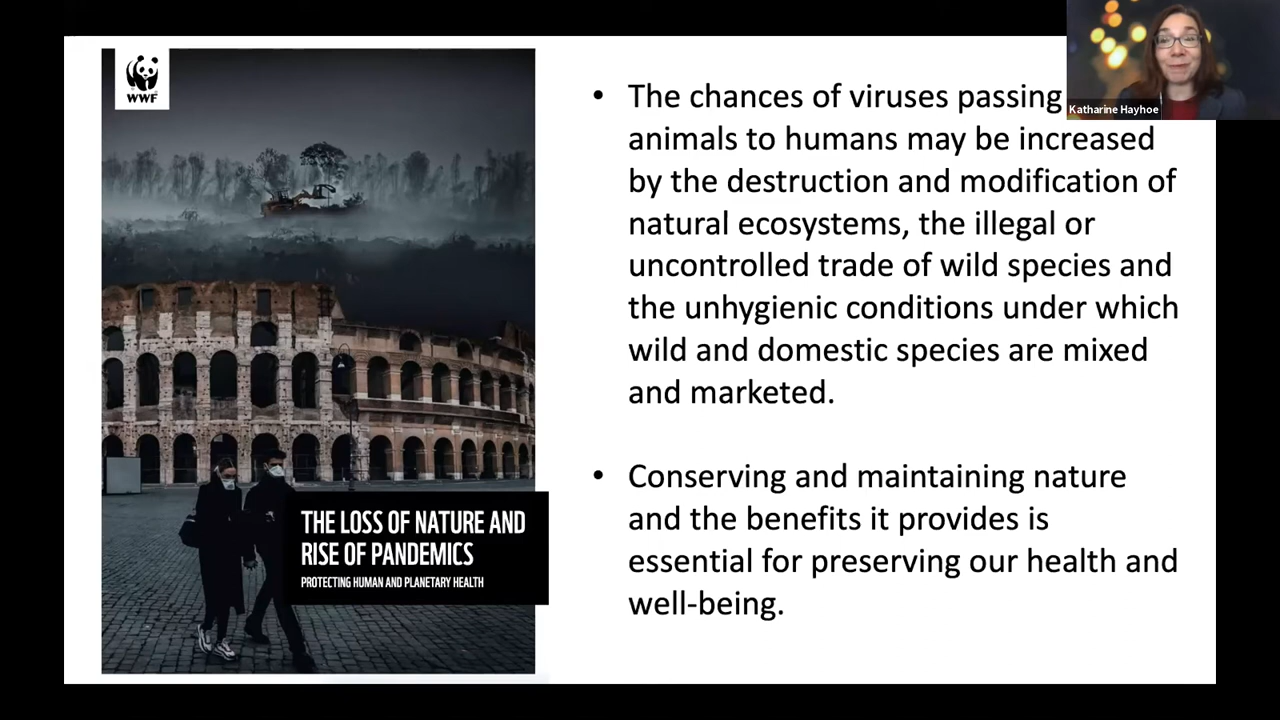 WWF
THE LOSS OF NATURE AND
RISE OF PANDEMICS
PROTECTING HUMAN AND PLANETARY HEALTH
• The chances of viruses passing
animals to humans may be increased
by the destruction and modification of
natural ecosystems, the illegal or
uncontrolled trade of wild species and
the unhygienic conditions under which
wild and domestic species are mixed
and marketed.
• Conserving and maintaining nature
and the benefits it provides is
essential for preserving our health and
well-being.
Katharine Hayhoe